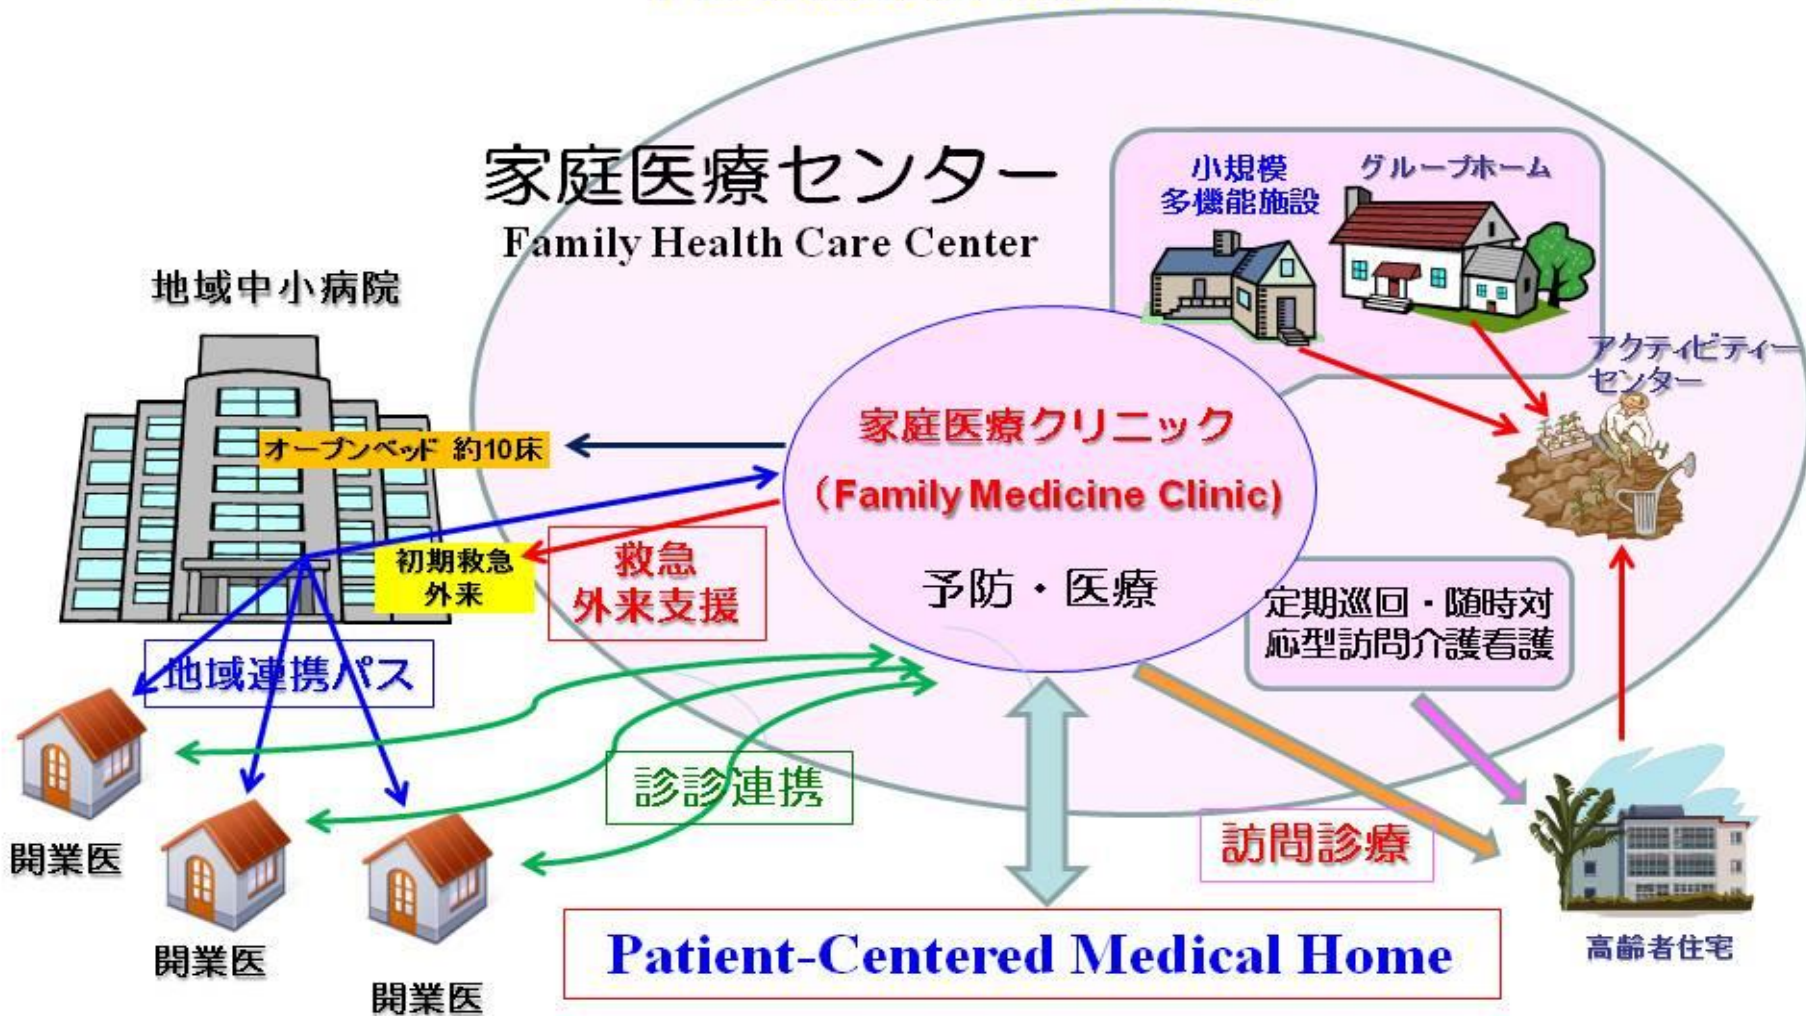 家庭医療センター
Family Health Care Center
小規模
多機能施設
グループホーム
地域中小病院
アクティビティー
センター
オープンベッド 約10床
家庭医療クリニック
（Family Medicine Clinic)
初期救急
外来
救急
外来支援
予防・医療
定期巡回・随時対
応型訪問介護看護
地域連携パス
診診連携
訪問診療
開業医
開業医
開業医
Patient-Centered Medical Home
高齢者住宅